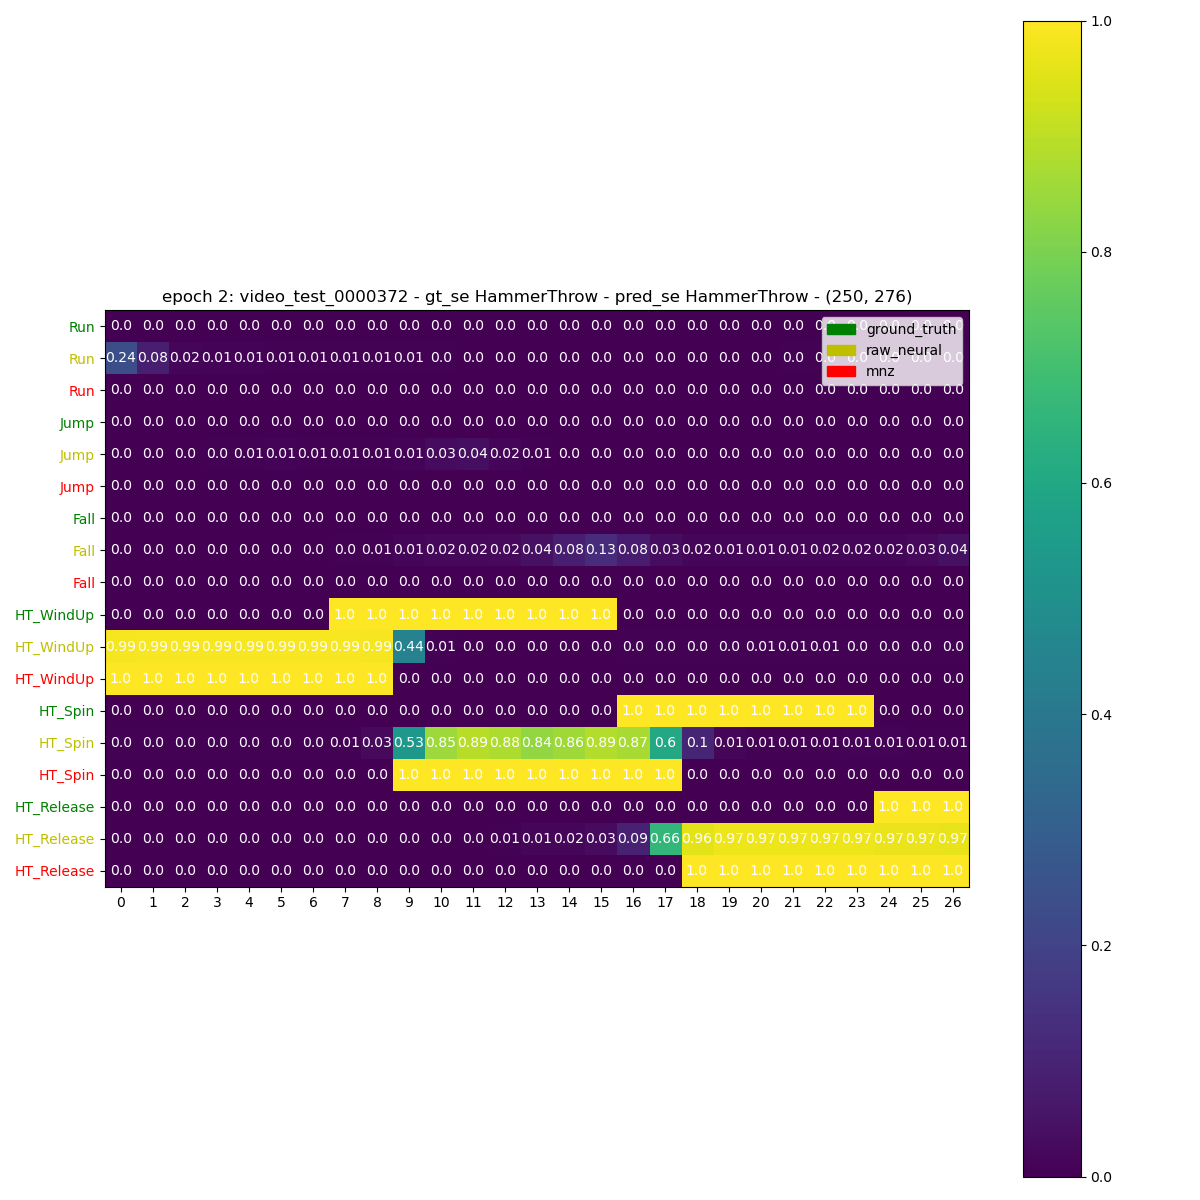 epoch 2: video_test_0000372 - gt_se HammerThrow - pred_se HammerThrow - (250, 276)
Run 0.0 0.0 0.0 0.0 0.0 0.0 0.0 0.0 0.0 0.0 0.0 0.0 0.0 0.0 0.0 0.0 0.0 0.0 0.0 0.0 0.0 0.0
Run 0.24 0.08 0.02 0.01 0.01 0.01 0.01 0.01 0.01 0.01 0.0 0.0 0.0 0.0 0.0 0.0 0.0 0.0 0.0 0.0 0.0 0.0
Run 0.0 0.0 0.0 0.0 0.0 0.0 0.0 0.0 0.0 0.0 0.0 0.0 0.0 0.0 0.0 0.0 0.0 0.0 0.0 0.0 0.0 0.0 0.0 0.0 0.0 0.0 0.0
ground_truth
raw_neural
mnz
Jump 0.0 0.0 0.0 0.0 0.0 0.0 0.0 0.0 0.0 0.0 0.0 0.0 0.0 0.0 0.0 0.0 0.0 0.0 0.0 0.0 0.0 0.0 0.0 0.0 0.0 0.0 0.0
Jump 0.0 0.0 0.0 0.0 0.01 0.01 0.01 0.01 0.01 0.01 0.03 0.04 0.02 0.01 0.0 0.0 0.0 0.0 0.0 0.0 0.0 0.0 0.0 0.0 0.0 0.0 0.0
Jump 0.0 0.0 0.0 0.0 0.0 0.0 0.0 0.0 0.0 0.0 0.0 0.0 0.0 0.0 0.0 0.0 0.0 0.0 0.0 0.0 0.0 0.0 0.0 0.0 0.0 0.0 0.0
Fall 0.0 0.0 0.0 0.0 0.0 0.0 0.0 0.0 0.0 0.0 0.0 0.0 0.0 0.0 0.0 0.0 0.0 0.0 0.0 0.0 0.0 0.0 0.0 0.0 0.0 0.0 0.0
Fall 0.0 0.0 0.0 0.0 0.0 0.0 0.0 0.0 0.01 0.01 0.02 0.02 0.02 0.04 0.08 0.13 0.08 0.03 0.02 0.01 0.01 0.01 0.02 0.02 0.02 0.03 0.04
Fall 0.0 0.0 0.0 0.0 0.0 0.0 0.0 0.0 0.0 0.0 0.0 0.0 0.0 0.0 0.0 0.0 0.0 0.0 0.0 0.0 0.0 0.0 0.0 0.0 0.0 0.0 0.0
HT_WindUp 0.0 0.0 0.0 0.0 0.0 0.0 0.0 1.0 1.0 1.0 1.0 1.0 1.0 1.0 1.0 1.0 0.0 0.0 0.0 0.0 0.0 0.0 0.0 0.0 0.0 0.0 0.0
HT_WindUp 0.99 0.99 0.99 0.99 0.99 0.99 0.99 0.99 0.99 0.44 0.01 0.0 0.0 0.0 0.0 0.0 0.0 0.0 0.0 0.0 0.01 0.01 0.01 0.0 0.0 0.0 0.0
HT_WindUp 1.0 1.0 1.0 1.0 1.0 1.0 1.0 1.0 1.0 0.0 0.0 0.0 0.0 0.0 0.0 0.0 0.0 0.0 0.0 0.0 0.0 0.0 0.0 0.0 0.0 0.0 0.0
HT_Spin 0.0 0.0 0.0 0.0 0.0 0.0 0.0 0.0 0.0 0.0 0.0 0.0 0.0 0.0 0.0 0.0 1.0 1.0 1.0 1.0 1.0 1.0 1.0 1.0 0.0 0.0 0.0
HT_Spin 0.0 0.0 0.0 0.0 0.0 0.0 0.0 0.01 0.03 0.53 0.85 0.89 0.88 0.84 0.86 0.89 0.87 0.6 0.1 0.01 0.01 0.01 0.01 0.01 0.01 0.01 0.01
HT_Spin 0.0 0.0 0.0 0.0 0.0 0.0 0.0 0.0 0.0 1.0 1.0 1.0 1.0 1.0 1.0 1.0 1.0 1.0 0.0 0.0 0.0 0.0 0.0 0.0 0.0 0.0 0.0
HT_Release 0.0 0.0 0.0 0.0 0.0 0.0 0.0 0.0 0.0 0.0 0.0 0.0 0.0 0.0 0.0 0.0 0.0 0.0 0.0 0.0 0.0 0.0 0.0 0.0 1.0 1.0 1.0
HT_Release 0.0 0.0 0.0 0.0 0.0 0.0 0.0 0.0 0.0 0.0 0.0 0.0 0.01 0.01 0.02 0.03 0.09 0.66 0.96 0.97 0.97 0.97 0.97 0.97 0.97 0.97 0.97
HT_Release 0.0 0.0 0.0 0.0 0.0 0.0 0.0 0.0 0.0 0.0 0.0 0.0 0.0 0.0 0.0 0.0 0.0 0.0 1.0 1.0 1.0 1.0 1.0 1.0 1.0 1.0 1.0
0 1 2 3 4 5 6 7 8 9 10 11 12 13 14 15 16 17 18 19 20 21 22 23 24 25 26
1.0
0.8
0.6
0.4
0.2
0.0